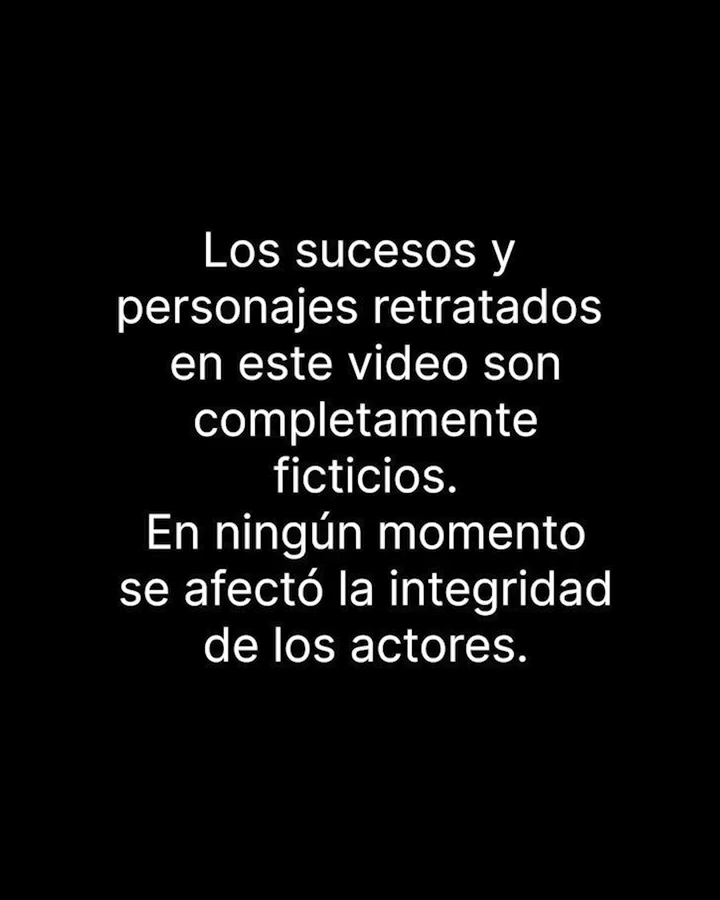 Los sucesos y
personajes retratados
en este video son
completamente
ficticios.
En ningún momento
se afectó la integridad
de los actores.